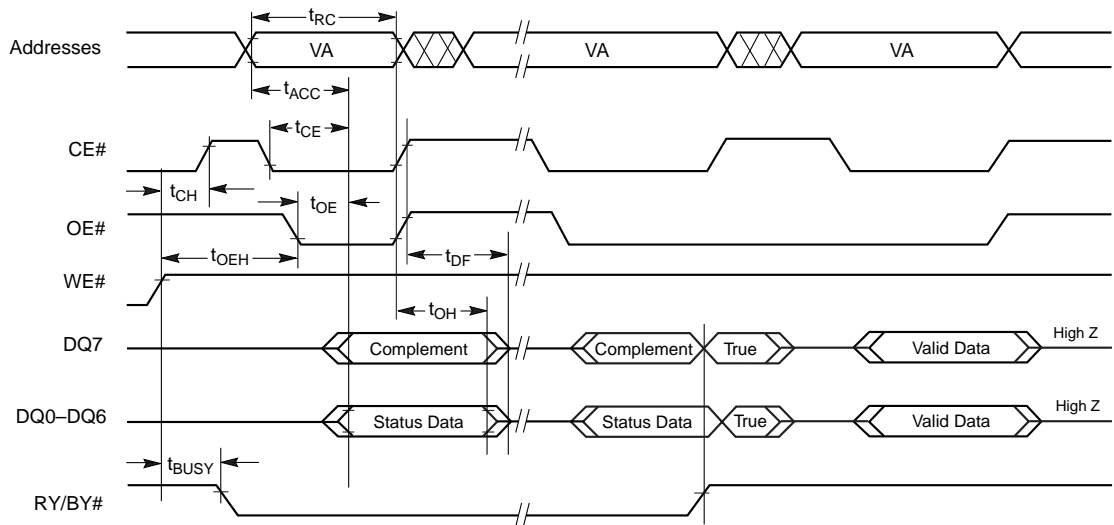 tRC
Addresses VA VA VA
tACC
tCE
CE#
tCH tOE
OE#
tOEH tDF
WE#
tOH
DQ7 Complement Complement True Valid Data High Z
DQ0–DQ6 Status Data Status Data True Valid Data High Z
tBUSY
RY/BY#